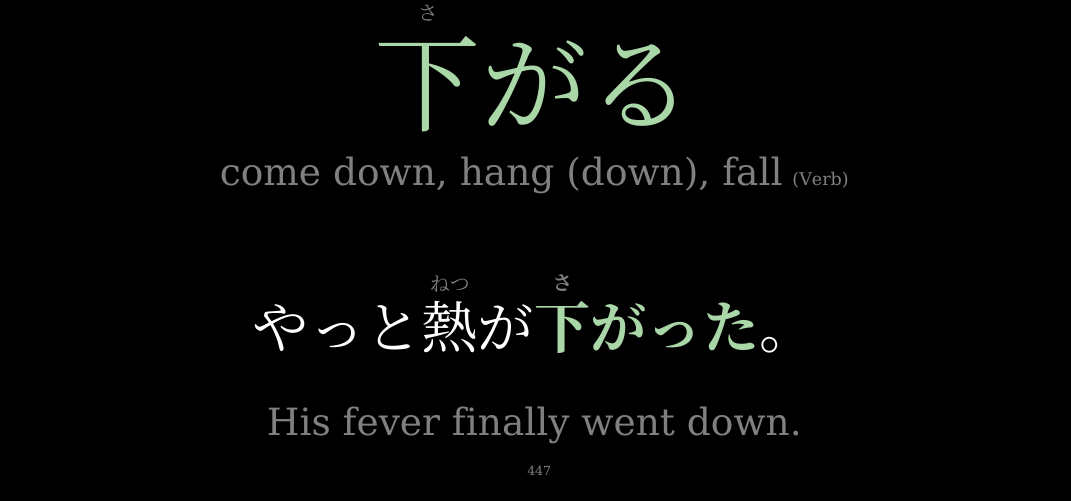 さ
下がる
come down, hang (down), fall (Verb)
ねつ さ
やっと熱が下がった。
His fever finally went down.
447